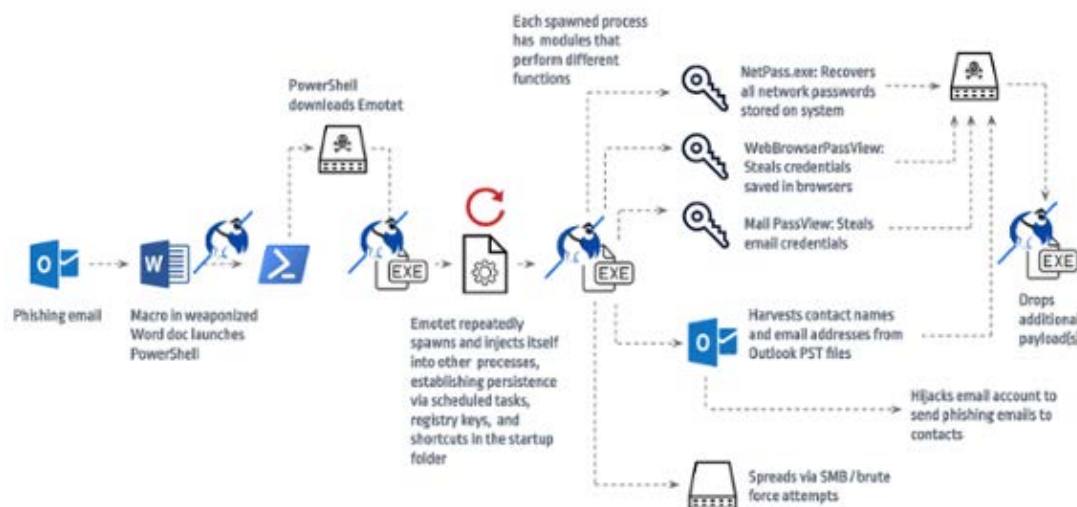 Each spawned process
has modules that
perform different
functions
PowerShell
downloads Emotet
NetPass.exe: Recovers
all network passwords
stored on system
WebBrowserPassView:
Steals credentials
saved in browsers
Mail PassView: Steals
email credentials
O
W
EXE
EXE
EXE
Phishing email
Macro in weaponized
Word doc launches
PowerShell
Emotet repeatedly
spawns and injects itself
into other processes,
establishing persistence
via scheduled tasks,
registry keys, and
shortcuts in the startup
folder
O
Harvests contact names
and email addresses from
Outlook PST files
Drops
additional
payload(s)
Hijacks email account to
send phishing emails to
contacts
Spreads via SMB / brute
force attempts